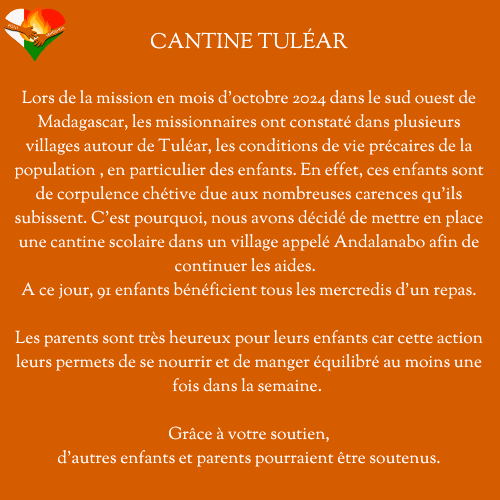 CANTINE TULÉAR
Lors de la mission en mois d'octobre 2024 dans le sud ouest de
Madagascar, les missionnaires ont constaté dans plusieurs
villages autour de Tuléar, les conditions de vie précaires de la
population , en particulier des enfants. En effet, ces enfants sont
de corpulence chétive due aux nombreuses carences qu'ils
subissent. C'est pourquoi, nous avons décidé de mettre en place
une cantine scolaire dans un village appelé Andalanabo afin de
continuer les aides.
A ce jour, 91 enfants bénéficient tous les mercredis d'un repas.
Les parents sont très heureux pour leurs enfants car cette action
leurs permets de se nourrir et de manger équilibré au moins une
fois dans la semaine.
Grâce à votre soutien,
d'autres enfants et parents pourraient être soutenus.